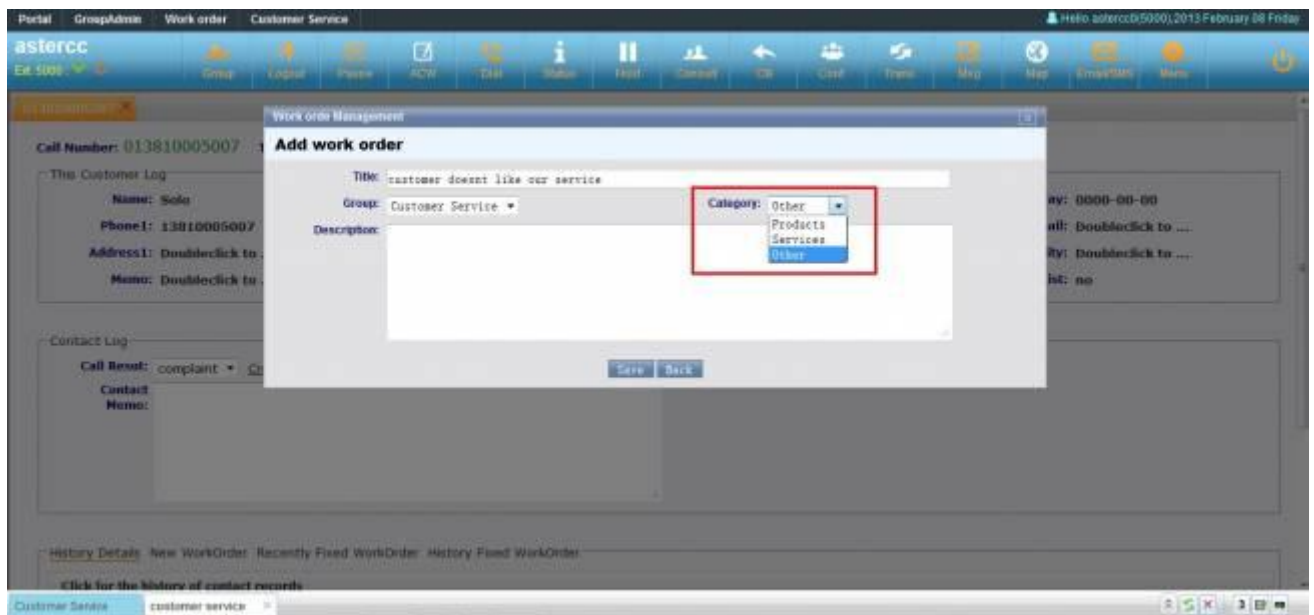 Portal GroupAdmin Work order Customer Service Hello astercc0(5000),2013 February 08 Friday
astercc
Ext. 5000
Group Logout Pause ACW Dial Status Hold Consult CB Conf Trans Msg Map Email/SMS Menu
Work orde Management
Call Number: 013810005007
Add work order
This Customer Log
Title: customer doesnt like our service
Name: Solo
Group: Customer Service
Category: Other
0000-00-00
Phone1: 13810005007
Description:
Products
Doubleclick to ....
Services
Address1: Doubleclick to
Other
Doubleclick to ....
Memo: Doubleclick to
no
Contact Log
Call Result: complaint
Save Back
Contact
Memo:
History Details New WorkOrder Recently Fixed WorkOrder History Fixed WorkOrder
Click for the history of contact records
Customer Service customer service 3